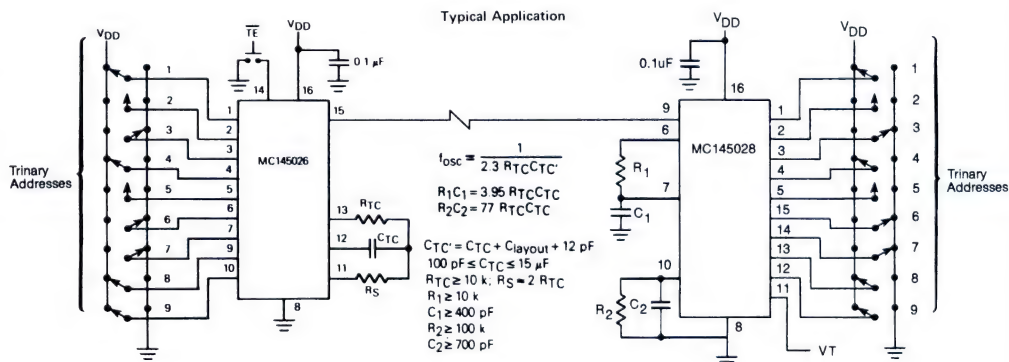 Typical Application
VDD
VDD
TE
0.1 μF
14
16
1
2
3
4
5
6
7
8
9
Trinary
Addresses
1
2
3
4
5
6
7
9
10
MC145026
15
13
12
11
8
RTC
CTC
RS
fosc = 1 / 2.3 RTCCTC'
R1C1 = 3.95 RTCCTC
R2C2 = 77 RTCCTC
CTC' = CTC + Clayout + 12 pF
100 pF ≤ CTC ≤ 15 μF
RTC ≥ 10 k; RS = 2 RTC
R1 ≥ 10 k
C1 ≥ 400 pF
R2 ≥ 100 k
C2 ≥ 700 pF
VDD
0.1uF
16
9
6
7
10
R1
C1
R2
C2
MC145028
1
2
3
4
5
15
14
13
12
11
8
VT
VDD
1
2
3
4
5
6
7
8
9
Trinary
Addresses